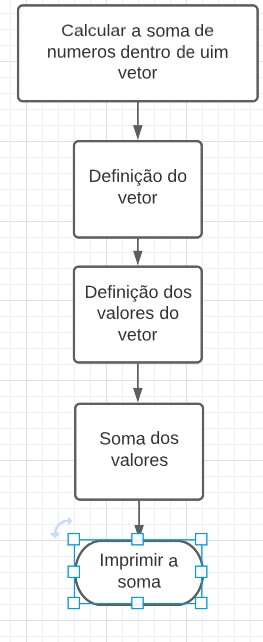 Calcular a soma de
numeros dentro de uim
vetor
Definição do
vetor
Definição dos
valores do
vetor
Soma dos
valores
Imprimir a
soma